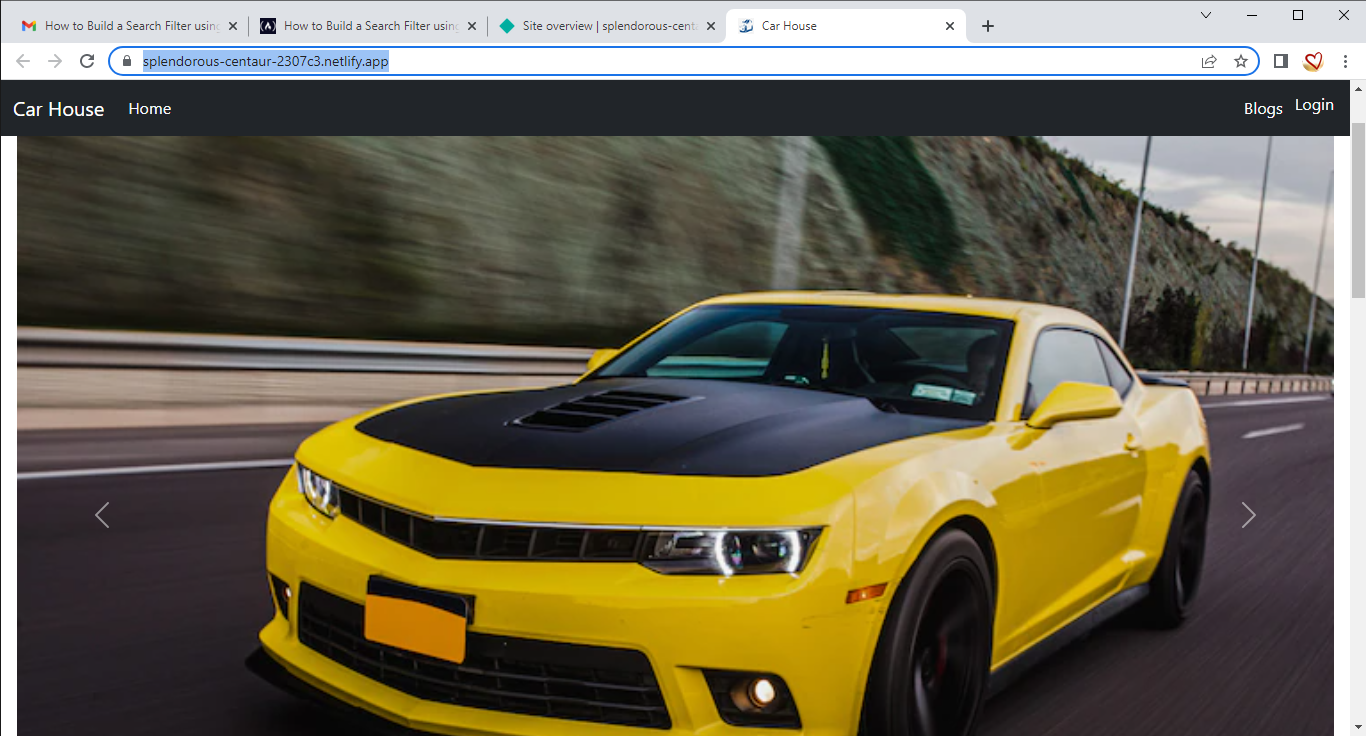 How to Build a Search Filter using
How to Build a Search Filter using
Site overview | splendorous-centa
Car House
splendorous-centaur-2307c3.netlify.app
Car House
Home
Blogs
Login